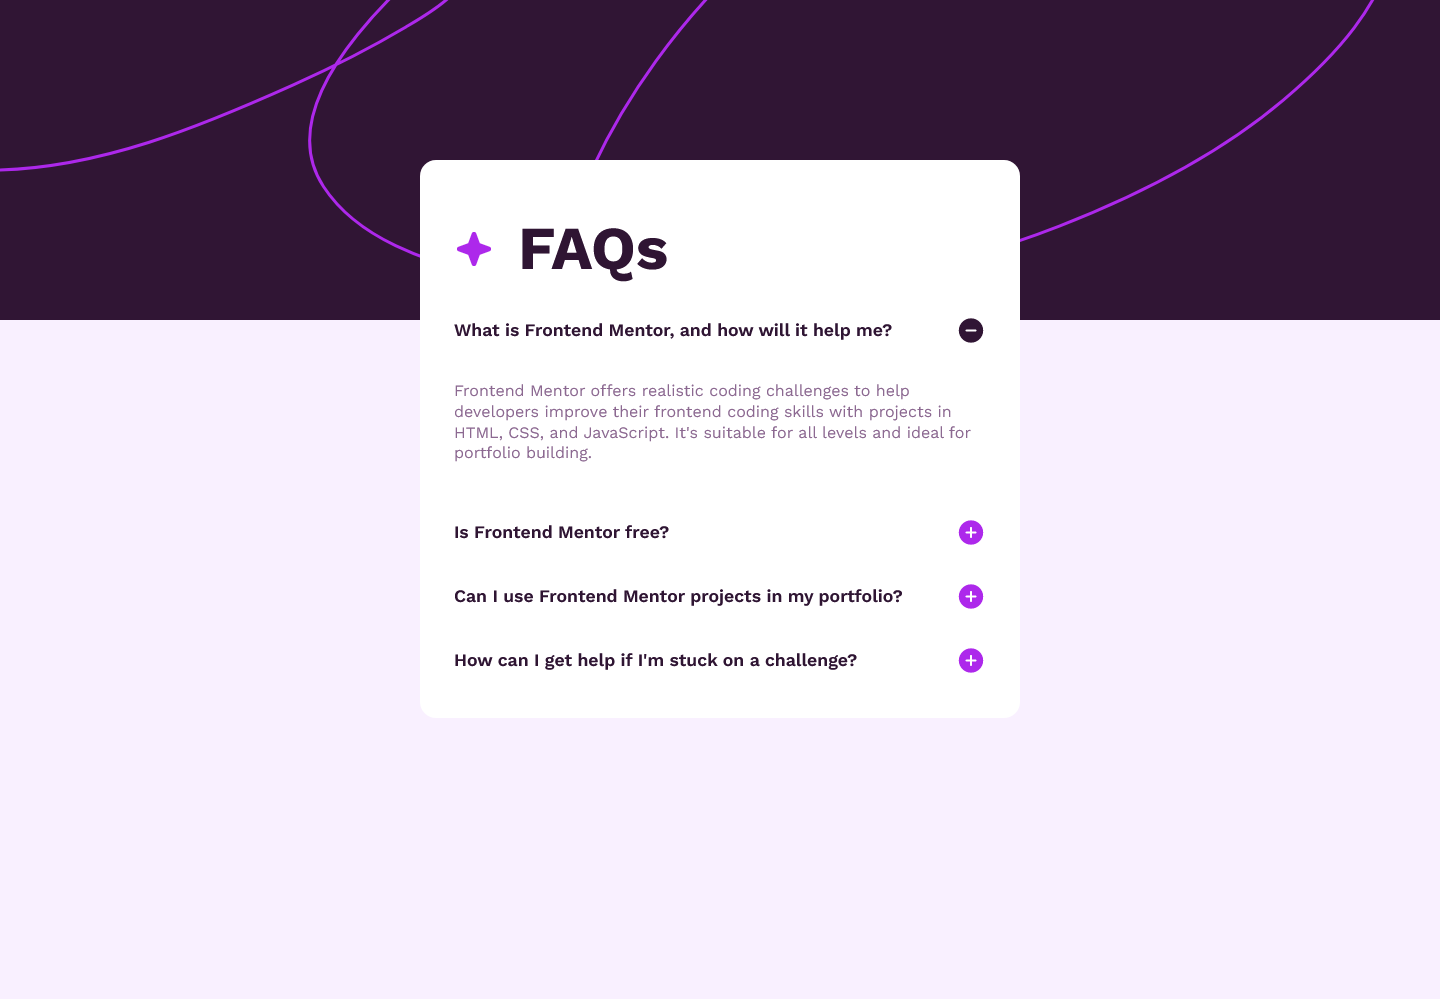 FAQs
What is Frontend Mentor, and how will it help me?
Frontend Mentor offers realistic coding challenges to help
developers improve their frontend coding skills with projects in
HTML, CSS, and JavaScript. It's suitable for all levels and ideal for
portfolio building.
Is Frontend Mentor free?
Can I use Frontend Mentor projects in my portfolio?
How can I get help if I'm stuck on a challenge?